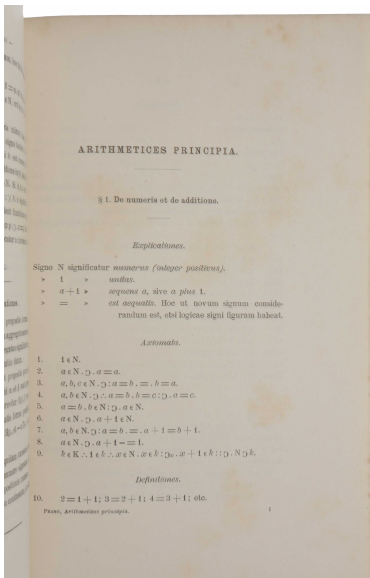 ARITHMETICES PRINCIPIA.
§ 1. De numeris et de additione.
Explicationes.
Signo N significatur numerus (integer positivus).
» 1 » unitas.
» a + 1 » sequens a, sive a plus 1.
» = » est aequalis. Hoc ut novum signum conside-
randum est, etsi logicae signi figuram habeat.
Axiomata.
1. 1 ε N.
2. a ε N . ɔ . a = a.
3. a, b, c ε N . ɔ : a = b . = . b = a.
4. a, b ε N . ɔ ∴ a = b . b = c : ɔ . a = c.
5. a = b . b ε N : ɔ . a ε N.
6. a ε N . ɔ . a + 1 ε N.
7. a, b ε N . ɔ : a = b . = . a + 1 = b + 1.
8. a ε N . ɔ . a + 1 - = 1.
9. k ε K ∴ 1 ε k ∴ x ε N . x ε k : ɔₓ . x + 1 ε k : : ɔ . N ɔ k.
Definitiones.
10. 2 = 1 + 1; 3 = 2 + 1; 4 = 3 + 1; etc.
Peano, Arithmetices principia. 1